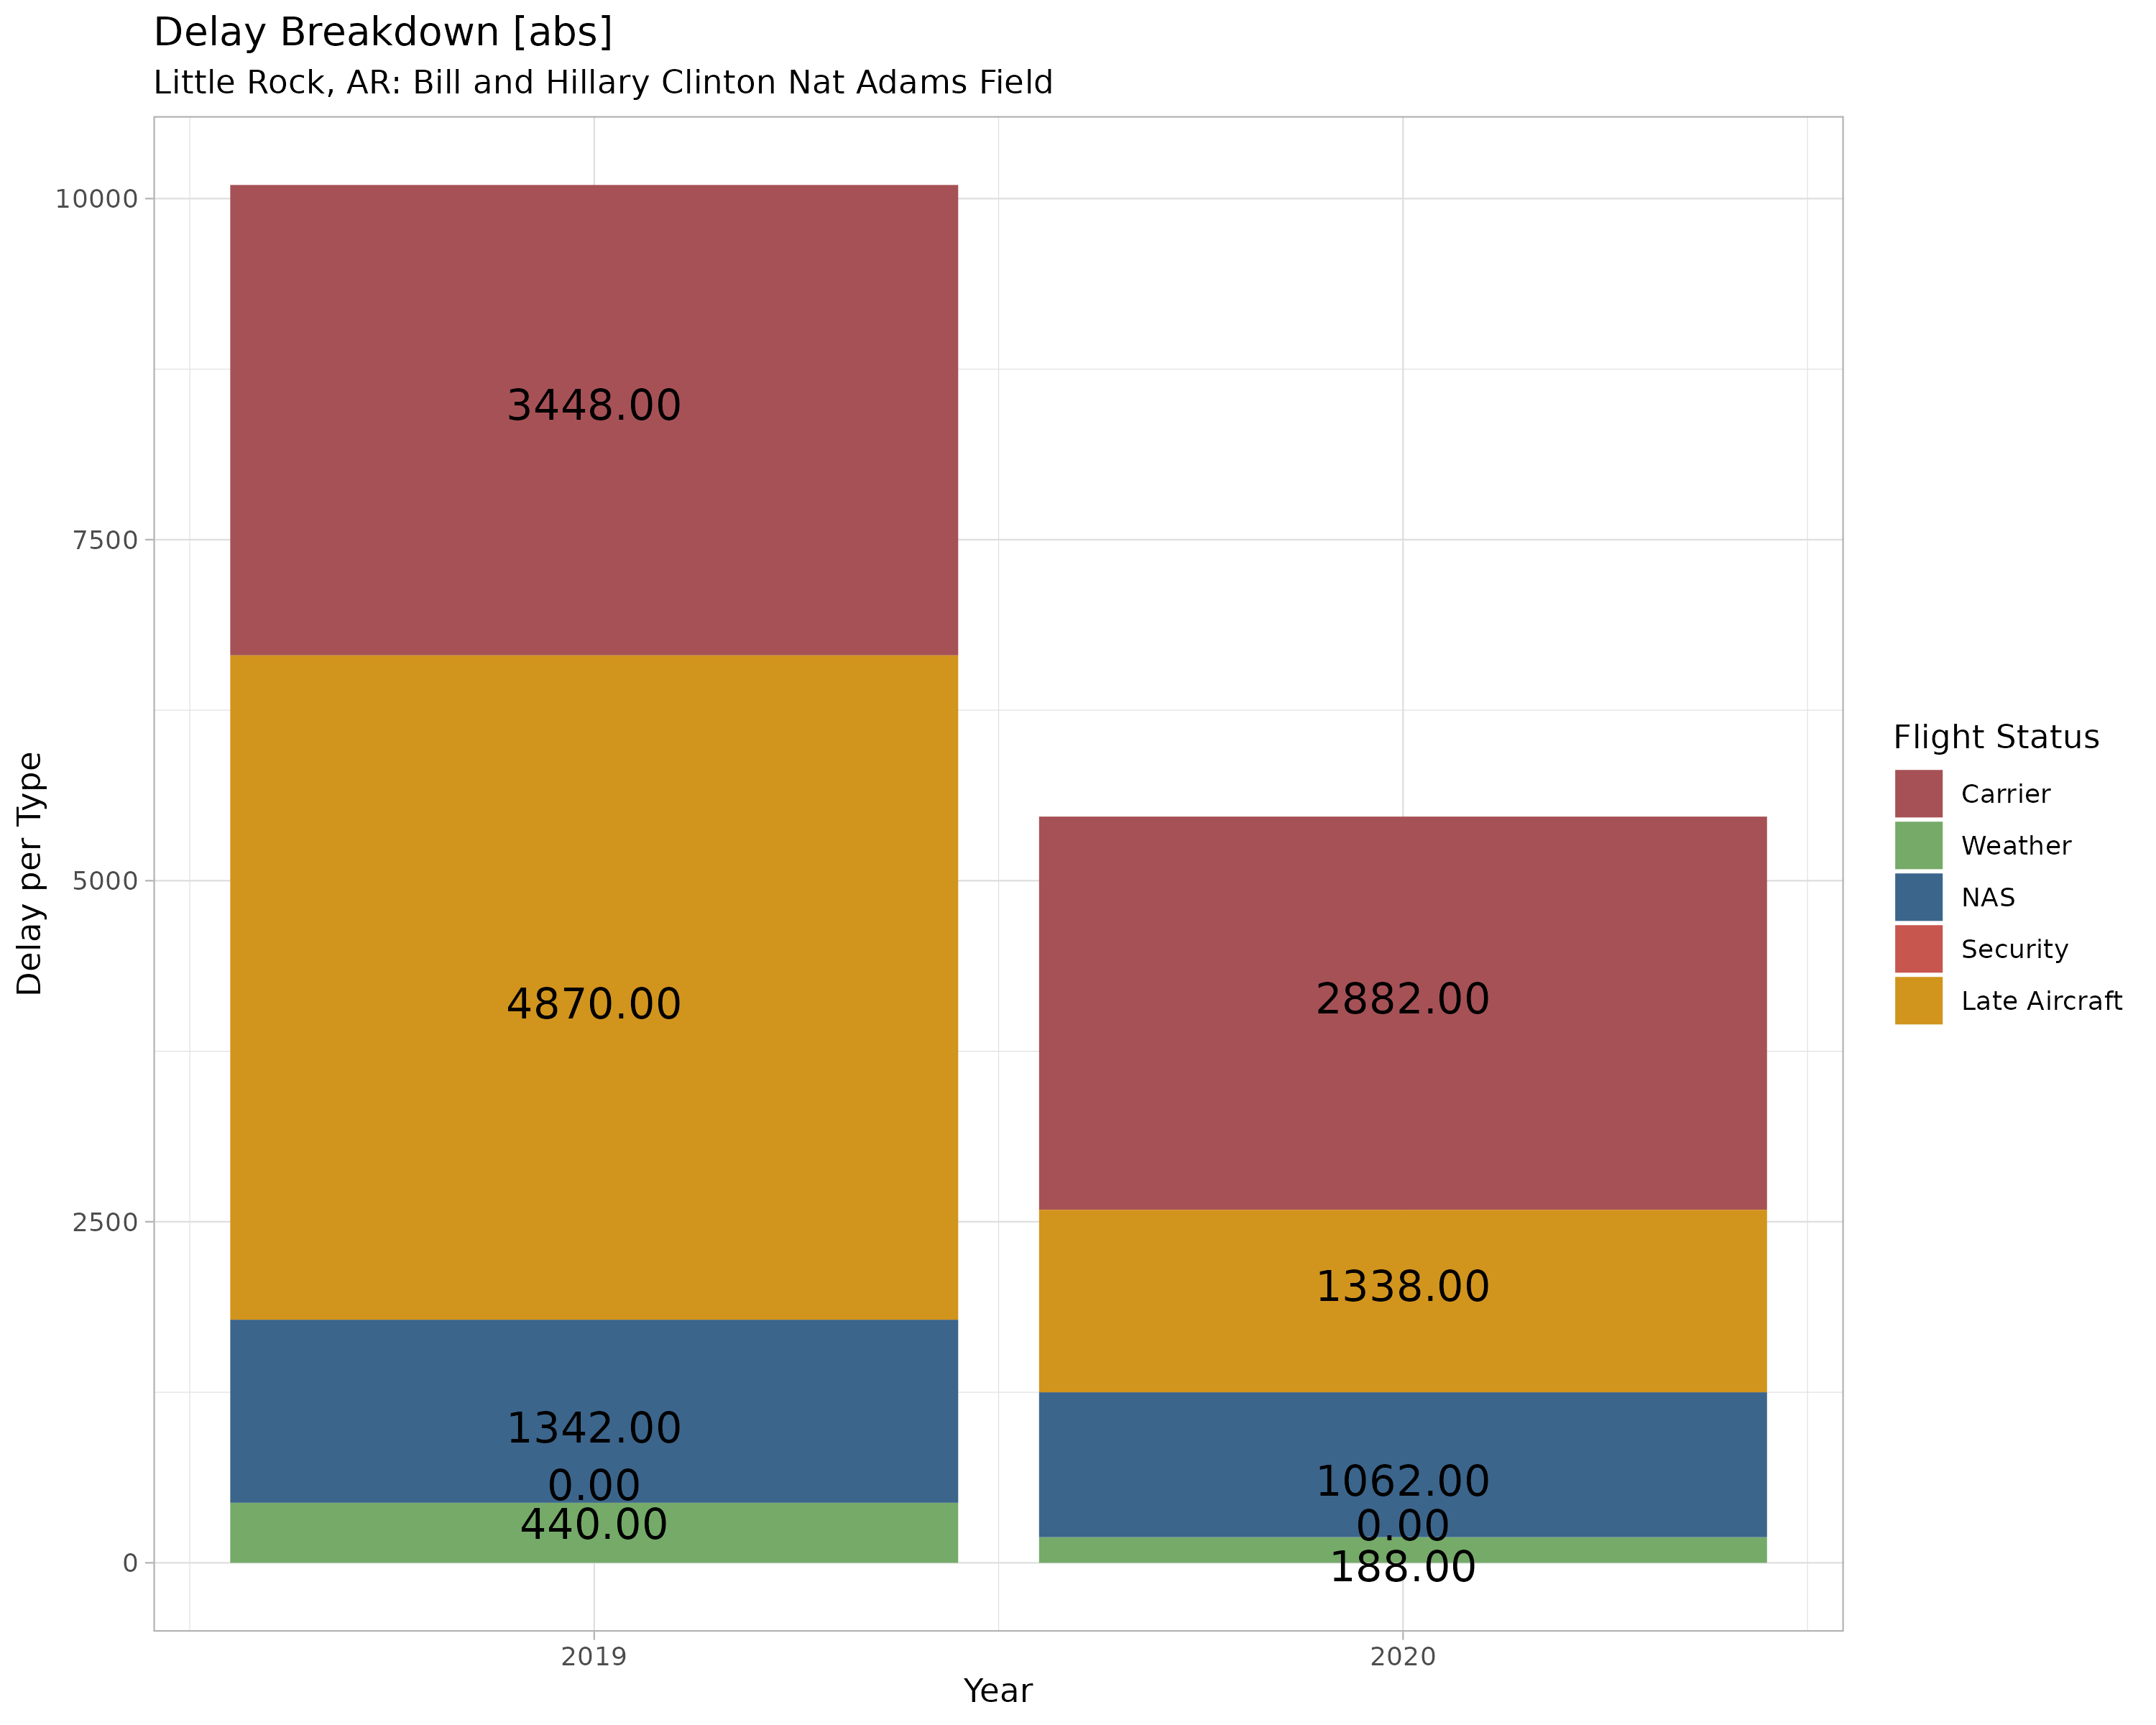 Delay Breakdown [abs]
Little Rock, AR: Bill and Hillary Clinton Nat Adams Field
Delay per Type
10000
7500
5000
2500
0
3448.00
4870.00
1342.00
0.00
440.00
2882.00
1338.00
1062.00
0.00
188.00
2019
2020
Year
Flight Status
Carrier
Weather
NAS
Security
Late Aircraft